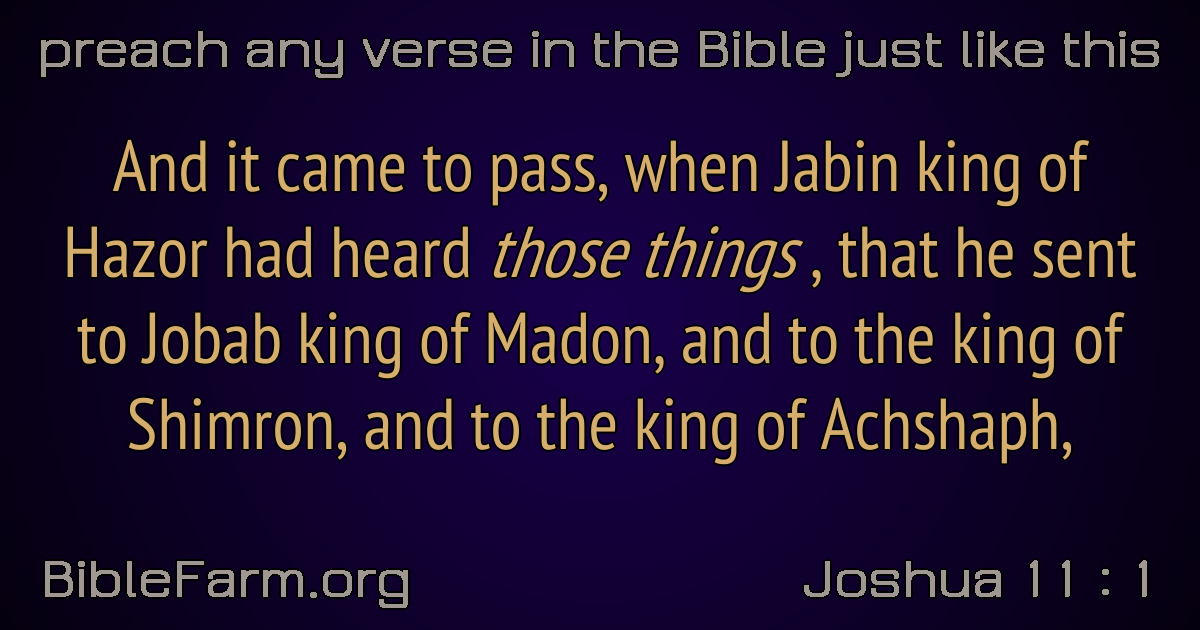 preach any verse in the Bible just like this
And it came to pass, when Jabin king of
Hazor had heard those things , that he sent
to Jobab king of Madon, and to the king of
Shimron, and to the king of Achshaph,
BibleFarm.org
Joshua 11 : 1